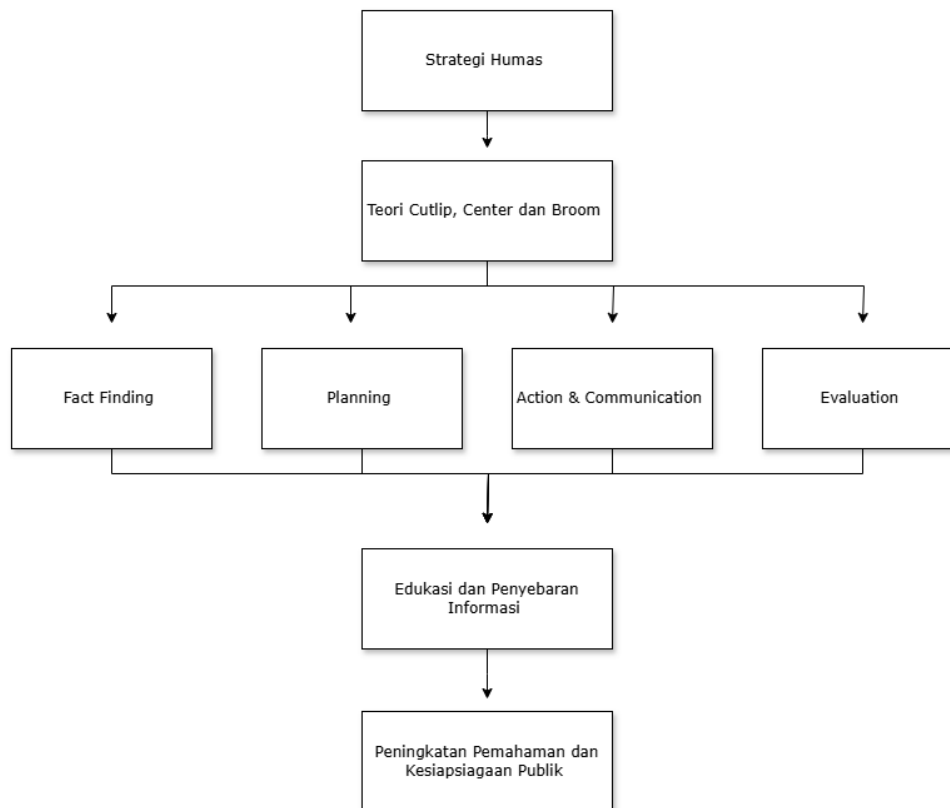 Strategi Humas
Teori Cutlip, Center dan Broom
Fact Finding
Planning
Action & Communication
Evaluation
Edukasi dan Penyebaran
Informasi
Peningkatan Pemahaman dan
Kesiapsiagaan Publik